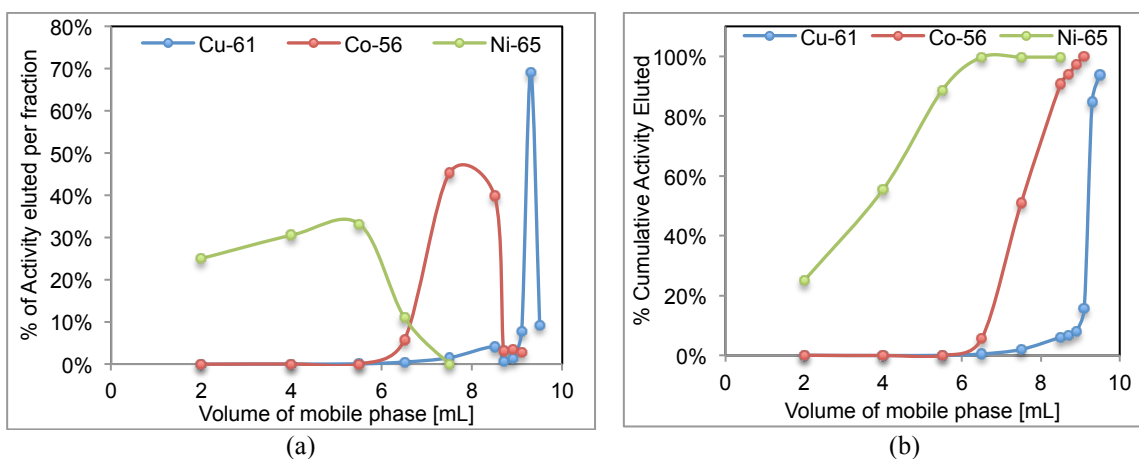 Cu-61 Co-56 Ni-65
80%
70%
60%
50%
40%
30%
20%
10%
0%
% of Activity eluted per fraction
0 2 4 6 8 10
Volume of mobile phase [mL]
(a)
Cu-61 Co-56 Ni-65
100%
80%
60%
40%
20%
0%
% Cumulative Activity Eluted
0 2 4 6 8 10
Volume of mobile phase [mL]
(b)